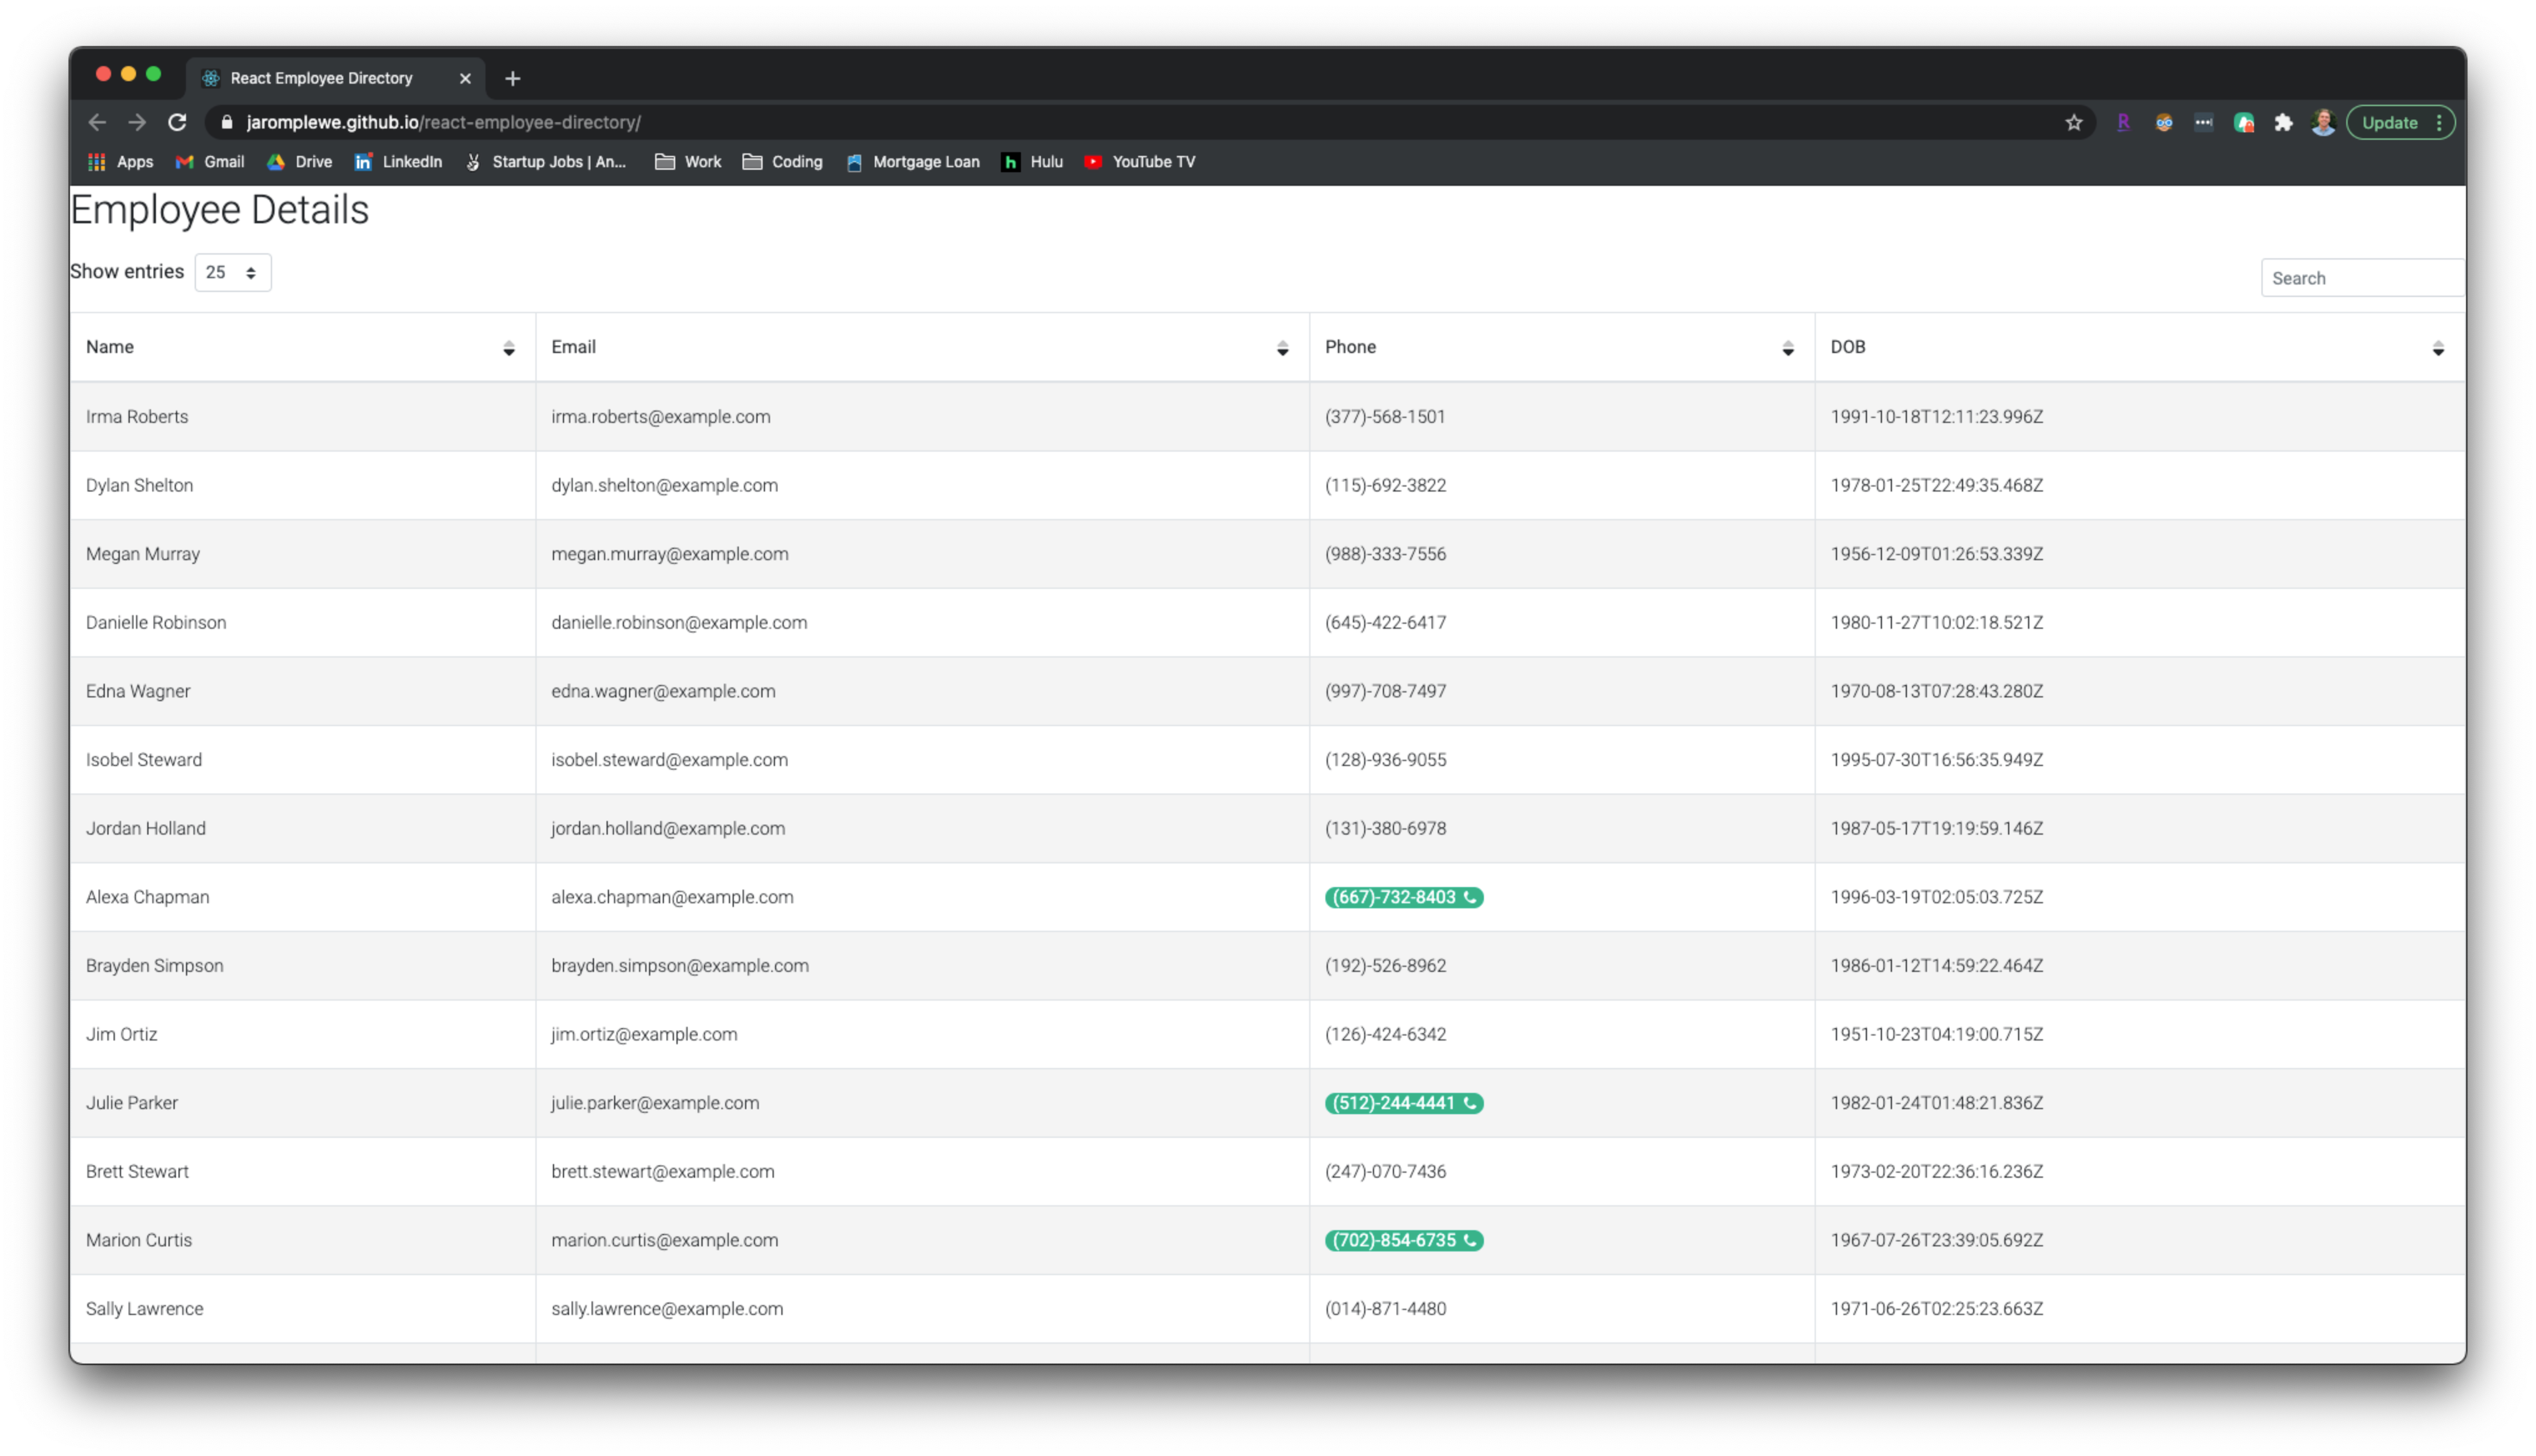 React Employee Directory
jaromplewe.github.io/react-employee-directory/
Update
Apps Gmail Drive LinkedIn Startup Jobs | An... Work Coding Mortgage Loan Hulu YouTube TV
Employee Details
Show entries 25
Search
Name Email Phone DOB
Irma Roberts irma.roberts@example.com (377)-568-1501 1991-10-18T12:11:23.996Z
Dylan Shelton dylan.shelton@example.com (115)-692-3822 1978-01-25T22:49:35.468Z
Megan Murray megan.murray@example.com (988)-333-7556 1956-12-09T01:26:53.339Z
Danielle Robinson danielle.robinson@example.com (645)-422-6417 1980-11-27T10:02:18.521Z
Edna Wagner edna.wagner@example.com (997)-708-7497 1970-08-13T07:28:43.280Z
Isobel Steward isobel.steward@example.com (128)-936-9055 1995-07-30T16:56:35.949Z
Jordan Holland jordan.holland@example.com (131)-380-6978 1987-05-17T19:19:59.146Z
Alexa Chapman alexa.chapman@example.com (667)-732-8403 1996-03-19T02:05:03.725Z
Brayden Simpson brayden.simpson@example.com (192)-526-8962 1986-01-12T14:59:22.464Z
Jim Ortiz jim.ortiz@example.com (126)-424-6342 1951-10-23T04:19:00.715Z
Julie Parker julie.parker@example.com (512)-244-4441 1982-01-24T01:48:21.836Z
Brett Stewart brett.stewart@example.com (247)-070-7436 1973-02-20T22:36:16.236Z
Marion Curtis marion.curtis@example.com (702)-854-6735 1967-07-26T23:39:05.692Z
Sally Lawrence sally.lawrence@example.com (014)-871-4480 1971-06-26T02:25:23.663Z